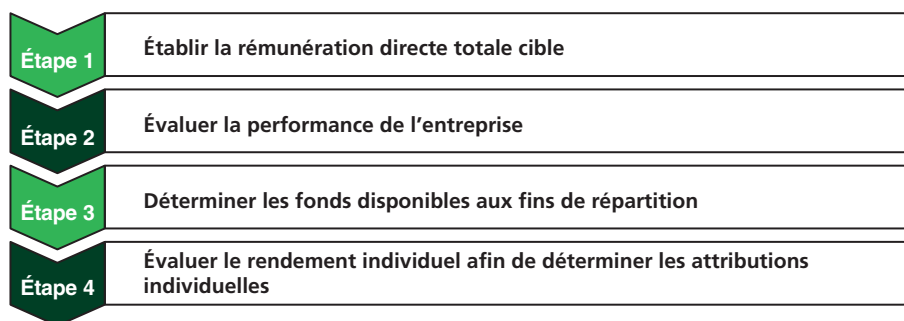 Étape 1
Établir la rémunération directe totale cible
Étape 2
Évaluer la performance de l'entreprise
Étape 3
Déterminer les fonds disponibles aux fins de répartition
Étape 4
Évaluer le rendement individuel afin de déterminer les attributions
individuelles